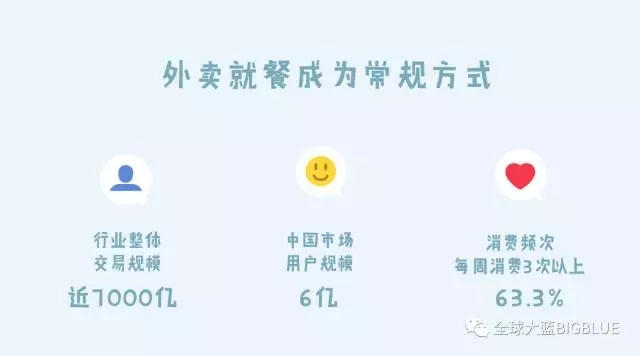 外卖就餐成为常规方式
行业整体
交易规模
近7000亿
中国市场
用户规模
6亿
消费频次
每周消费3次以上
63.3%
全球大蓝BIGBLUE